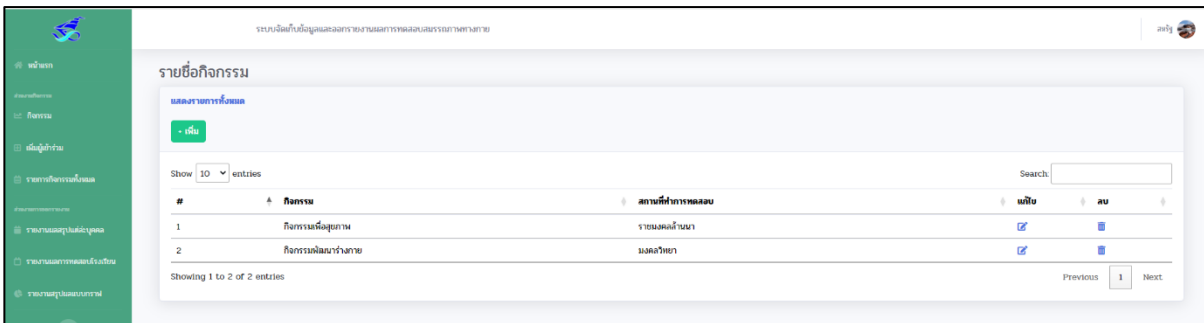 ระบบจัดเก็บข้อมูลและออกรายงานผลการทดสอบสมรรถภาพทางกาย
สหรัฐ
หน้าแรก
กิจกรรม
เพิ่มผู้เข้าร่วม
รายการกิจกรรมทั้งหมด
รายงานผลสรุปแต่ละบุคคล
รายงานผลการทดสอบโรงเรียน
รายงานสรุปผลแบบกราฟ
รายชื่อกิจกรรม
แสดงรายการทั้งหมด
+ เพิ่ม
Show 10 entries Search:
# กิจกรรม สถานที่ทำการทดสอบ แก้ไข ลบ
1 กิจกรรมเพื่อสุขภาพ ราชมงคลล้านนา
2 กิจกรรมพัฒนาร่างกาย มงคลวิทยา
Showing 1 to 2 of 2 entries Previous 1 Next